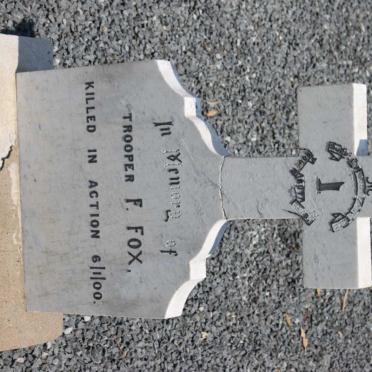 In Memory of
TROOPER F. FOX,
KILLED IN ACTION 6/1/00.